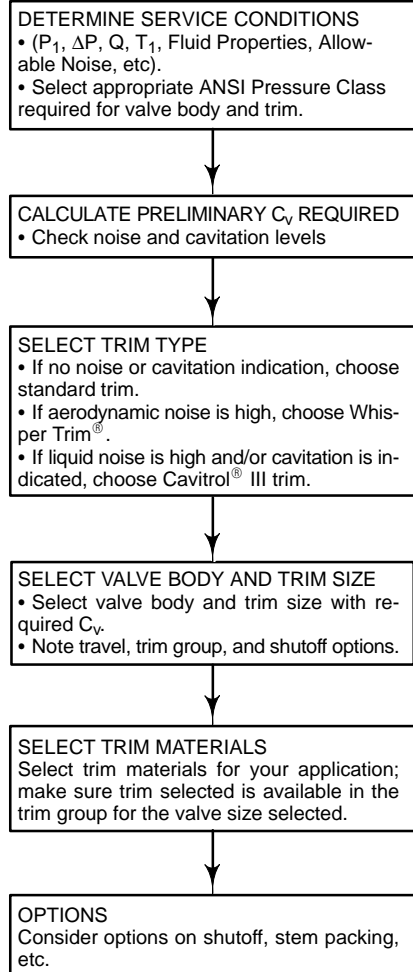 DETERMINE SERVICE CONDITIONS
• (P1, ΔP, Q, T1, Fluid Properties, Allow-
able Noise, etc).
• Select appropriate ANSI Pressure Class
required for valve body and trim.
CALCULATE PRELIMINARY Cv REQUIRED
• Check noise and cavitation levels
SELECT TRIM TYPE
• If no noise or cavitation indication, choose
standard trim.
• If aerodynamic noise is high, choose Whis-
per Trim®.
• If liquid noise is high and/or cavitation is in-
dicated, choose Cavitrol® III trim.
SELECT VALVE BODY AND TRIM SIZE
• Select valve body and trim size with re-
quired Cv.
• Note travel, trim group, and shutoff options.
SELECT TRIM MATERIALS
Select trim materials for your application;
make sure trim selected is available in the
trim group for the valve size selected.
OPTIONS
Consider options on shutoff, stem packing,
etc.